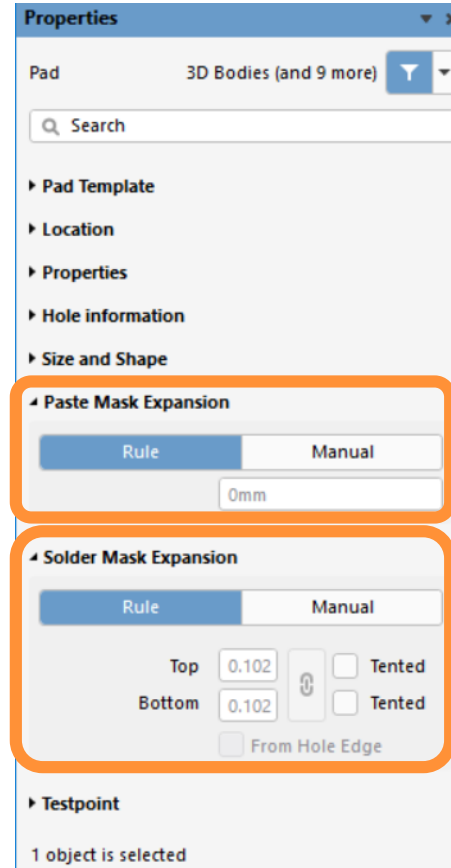 Properties
Pad 3D Bodies (and 9 more)
Search
Pad Template
Location
Properties
Hole information
Size and Shape
Paste Mask Expansion
Rule Manual
0mm
Solder Mask Expansion
Rule Manual
Top 0.102 Tented
Bottom 0.102 Tented
From Hole Edge
Testpoint
1 object is selected